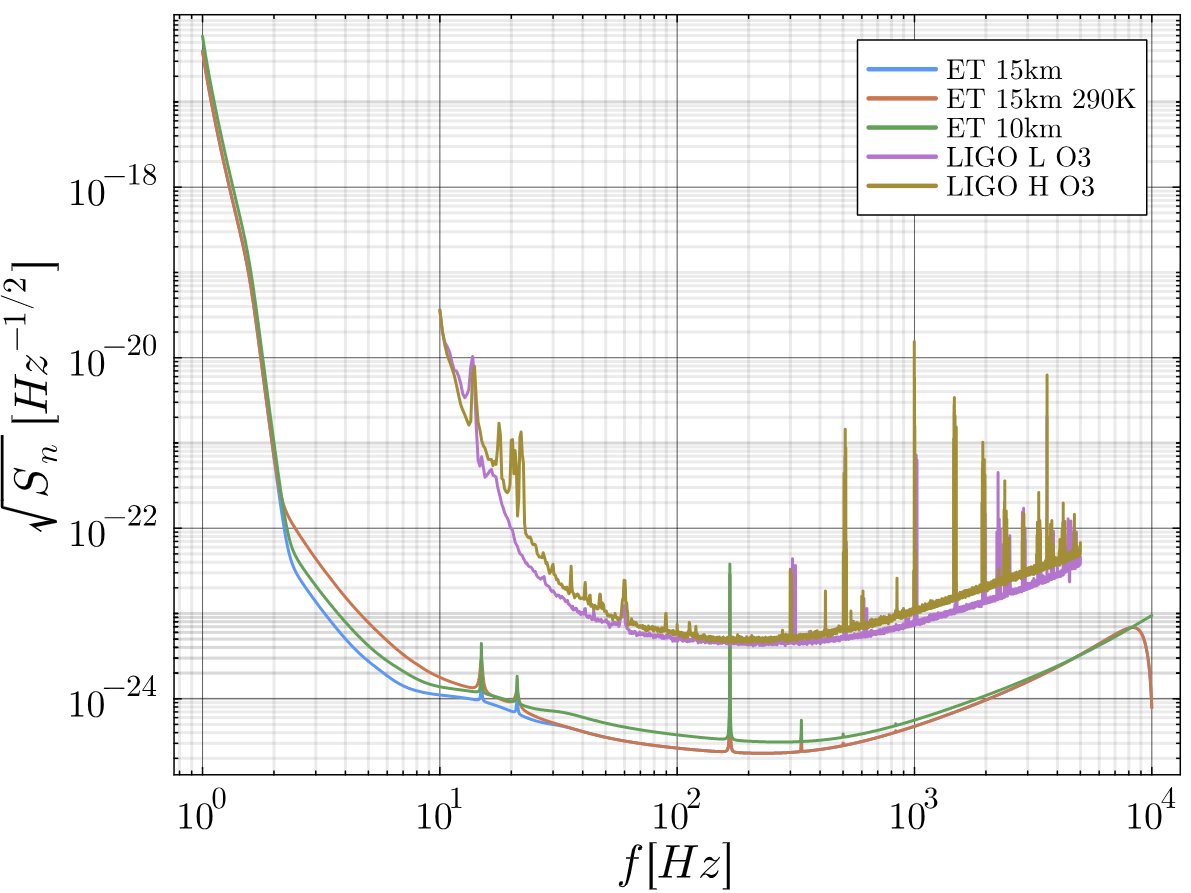 ET 15km
ET 15km 290K
ET 10km
LIGO L O3
LIGO H O3
10^{-18}
10^{-20}
10^{-22}
10^{-24}
√S_n [Hz^{-1/2}]
10^0 10^1 10^2 10^3 10^4
f[Hz]